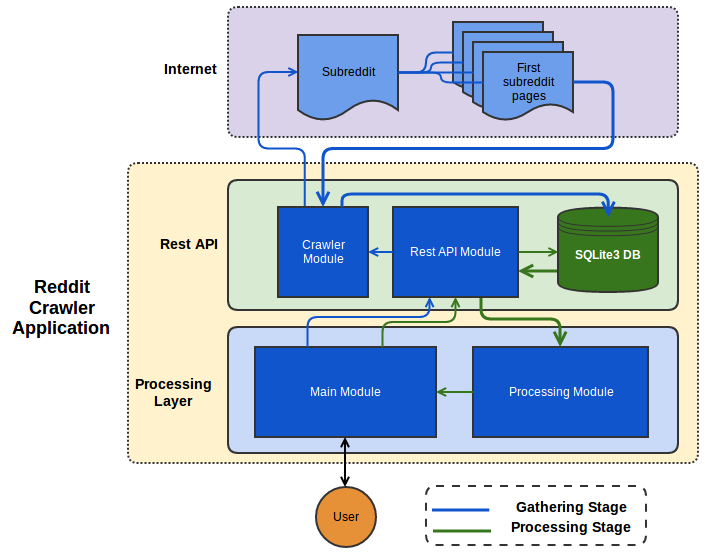 Internet
Subreddit
First
subreddit
pages
Rest API
Crawler
Module
Rest API Module
SQLite3 DB
Reddit
Crawler
Application
Processing
Layer
Main Module
Processing Module
User
Gathering Stage
Processing Stage